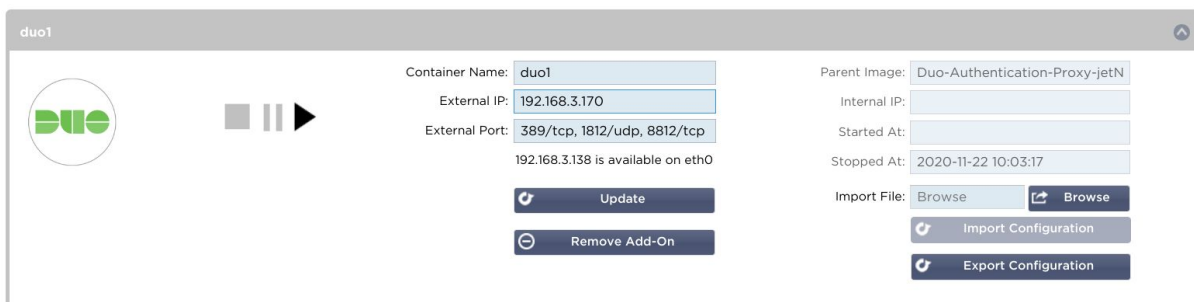 duo1
DUO
Container Name: duo1
External IP: 192.168.3.170
External Port: 389/tcp, 1812/udp, 8812/tcp
192.168.3.138 is available on eth0
Update
Remove Add-On
Parent Image: Duo-Authentication-Proxy-jetN
Internal IP:
Started At:
Stopped At: 2020-11-22 10:03:17
Import File: Browse Browse
Import Configuration
Export Configuration